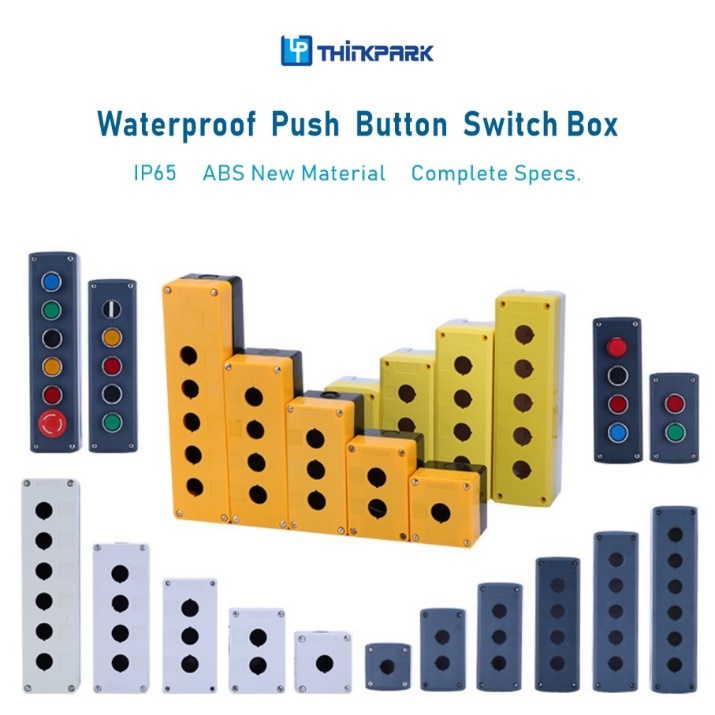 THINKPARK
Waterproof Push Button Switch Box
IP65 ABS New Material Complete Specs.